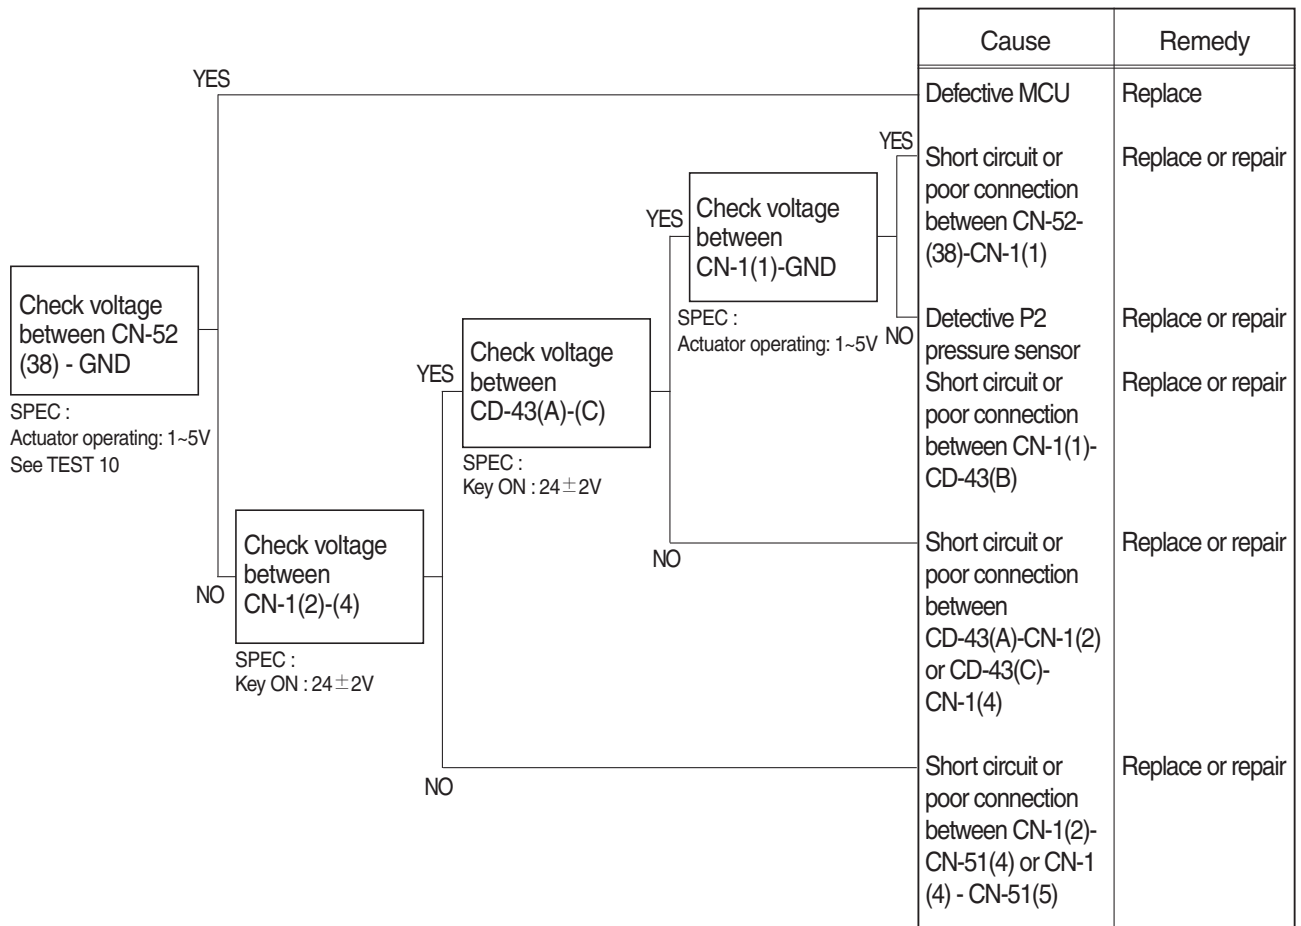 Cause
Remedy
YES
Defective MCU
Replace
YES
Short circuit or
poor connection
between CN-52-
(38)-CN-1(1)
Replace or repair
YES
Check voltage
between
CN-1(1)-GND
SPEC :
Actuator operating: 1~5V
NO
Detective P2
pressure sensor
Replace or repair
Short circuit or
poor connection
between CN-1(1)-
CD-43(B)
Replace or repair
Check voltage
between CN-52
(38) - GND
SPEC :
Actuator operating: 1~5V
See TEST 10
YES
Check voltage
between
CD-43(A)-(C)
SPEC :
Key ON : 24±2V
NO
Short circuit or
poor connection
between
CD-43(A)-CN-1(2)
or CD-43(C)-
CN-1(4)
Replace or repair
NO
Check voltage
between
CN-1(2)-(4)
SPEC :
Key ON : 24±2V
NO
Short circuit or
poor connection
between CN-1(2)-
CN-51(4) or CN-1
(4) - CN-51(5)
Replace or repair